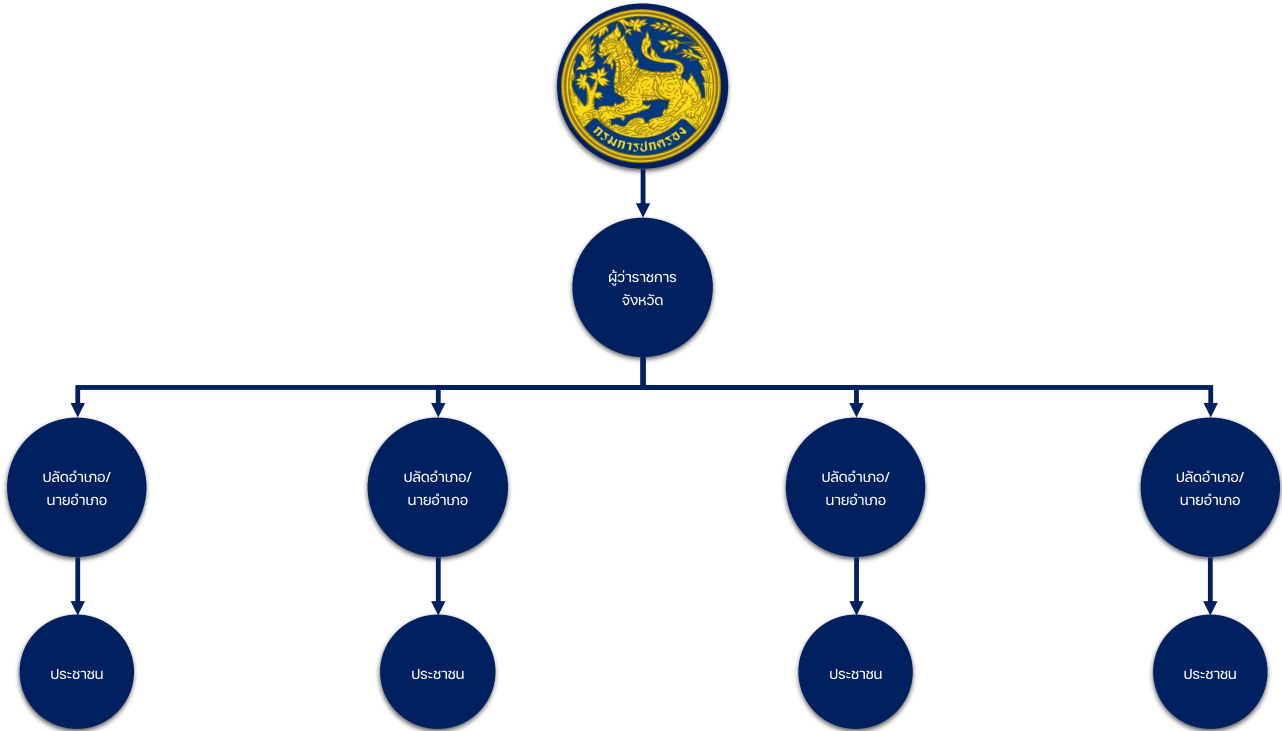 กรมการปกครอง
ผู้ว่าราชการ
จังหวัด
ปลัดอำเภอ/
นายอำเภอ
ปลัดอำเภอ/
นายอำเภอ
ปลัดอำเภอ/
นายอำเภอ
ปลัดอำเภอ/
นายอำเภอ
ประชาชน
ประชาชน
ประชาชน
ประชาชน